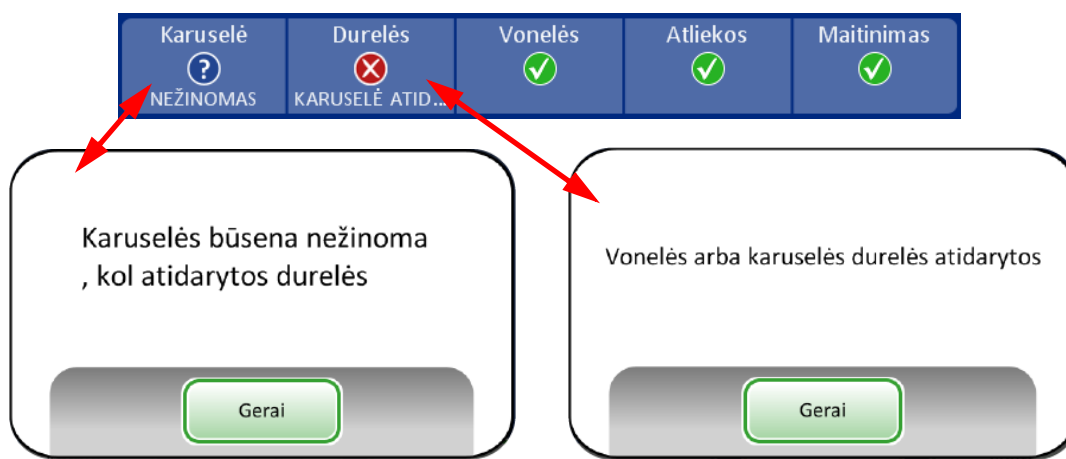 Karuselė Durelės Vonelės Atliekos Maitinimas
?
NEŽINOMAS KARUSELĖ ATID...
Karuselės būsena nežinoma
, kol atidarytos durelės
Gerai
Vonelės arba karuselės durelės atidarytos
Gerai